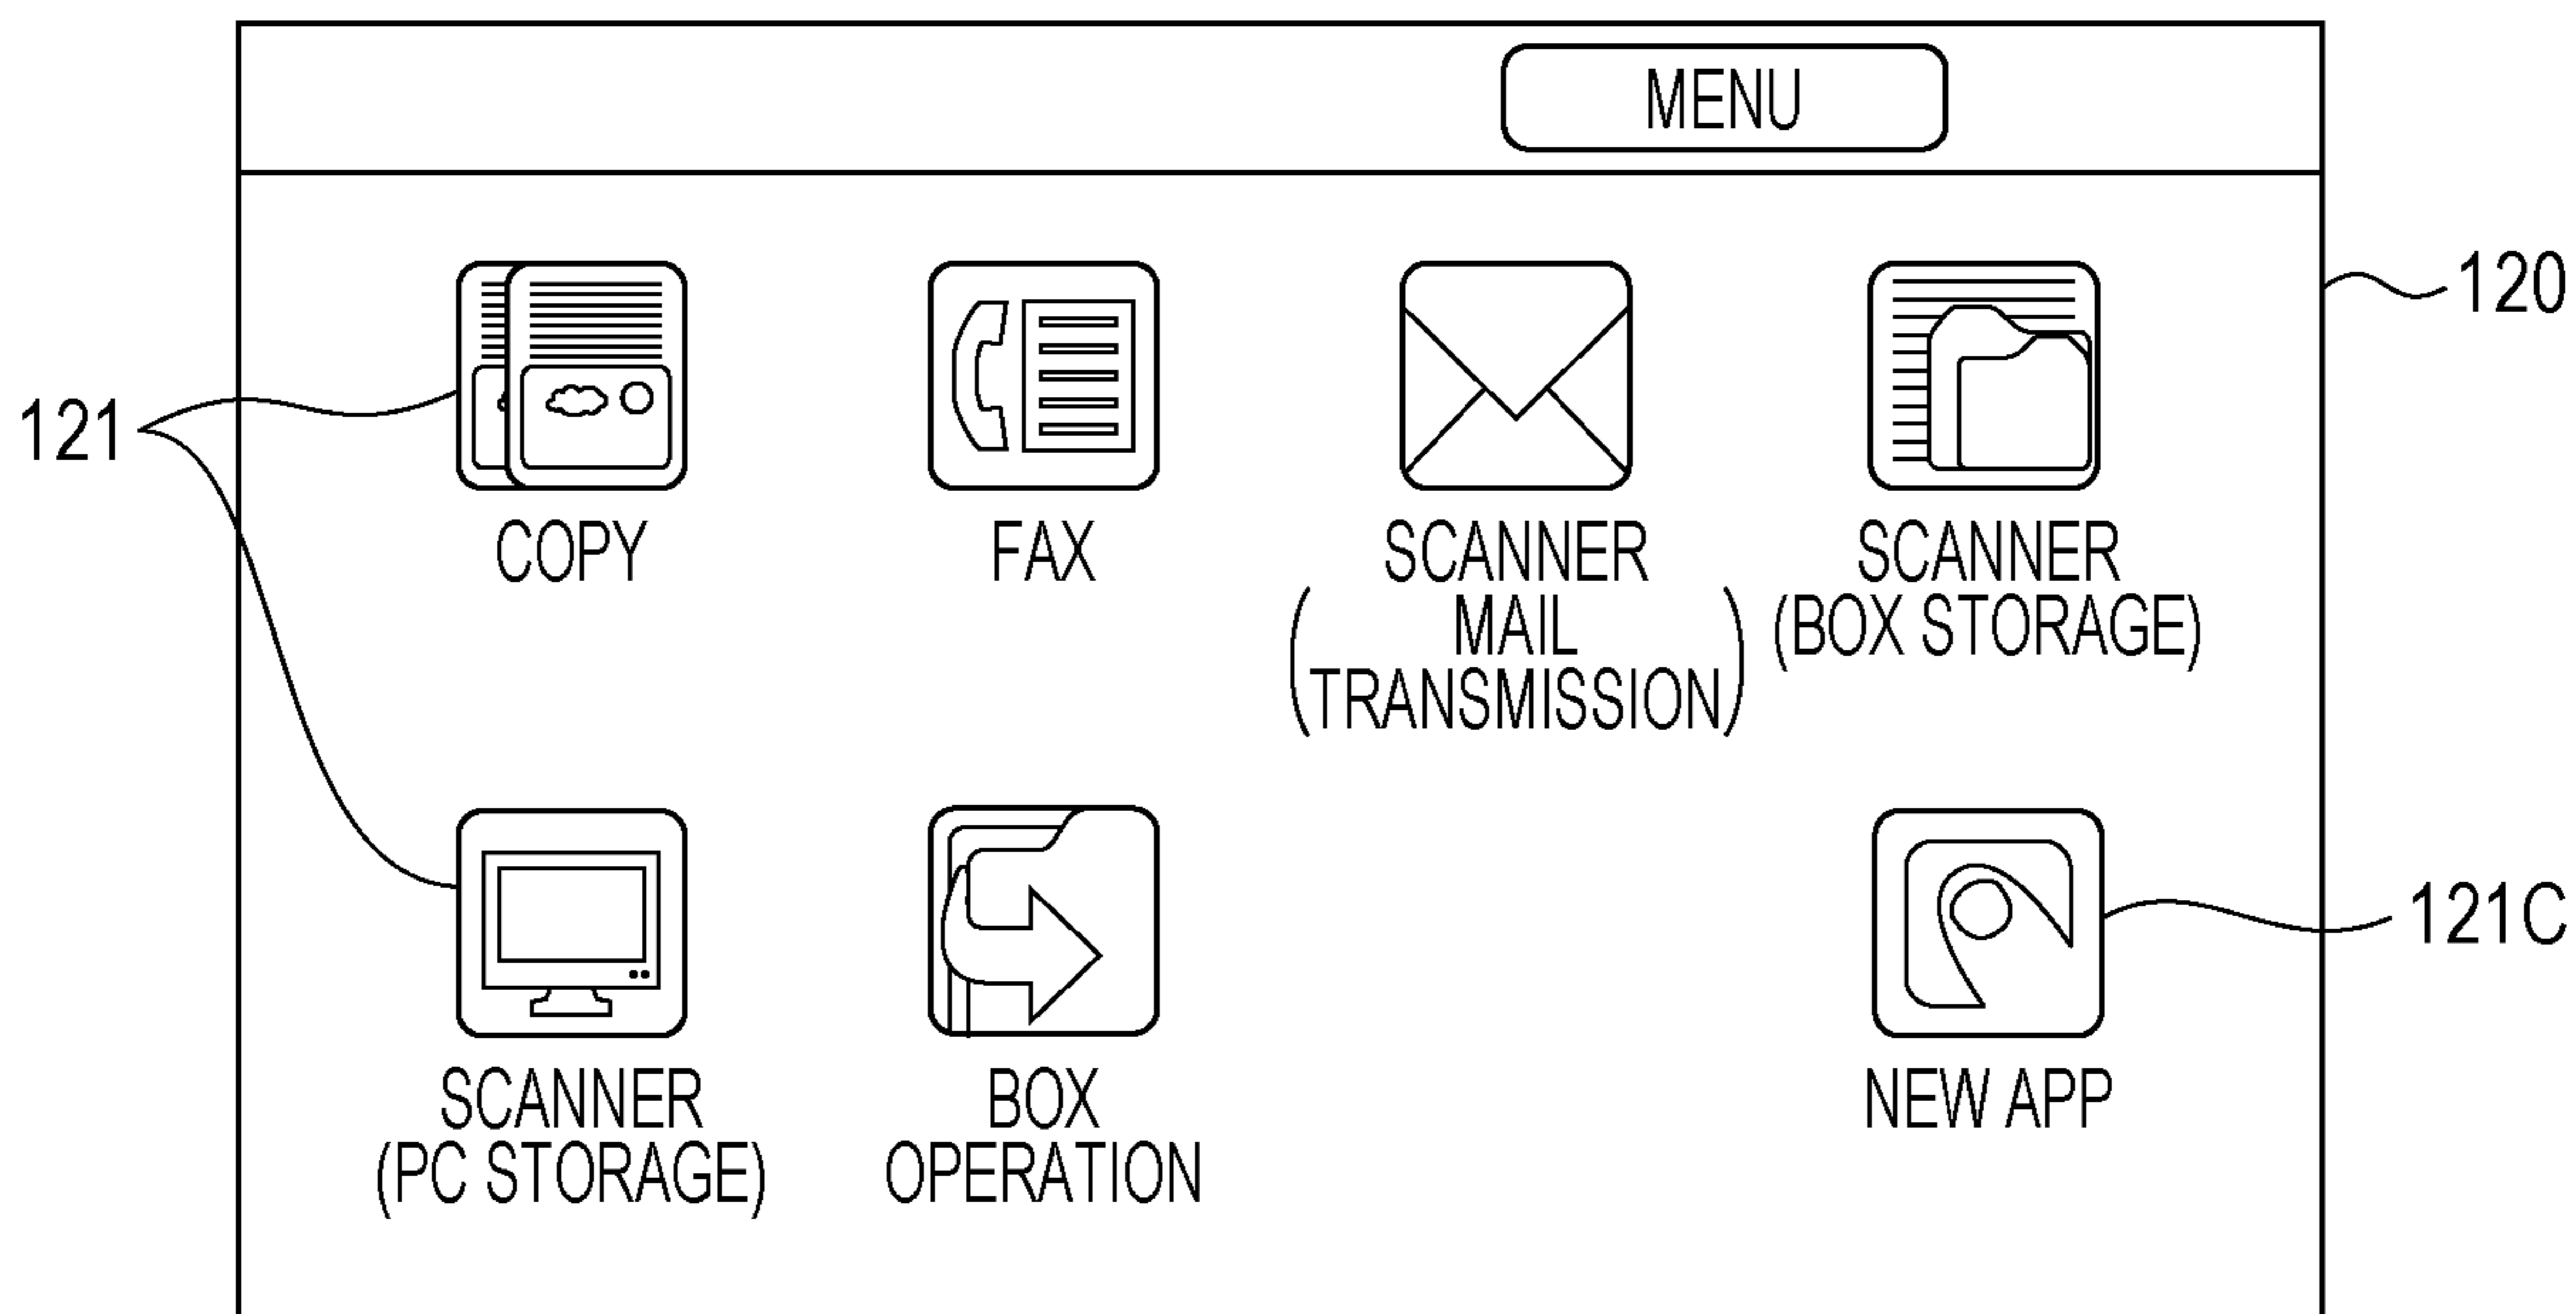 MENU
120
121
COPY
FAX
SCANNER
(MAIL
TRANSMISSION)
SCANNER
(BOX STORAGE)
121C
SCANNER
(PC STORAGE)
BOX
OPERATION
NEW APP